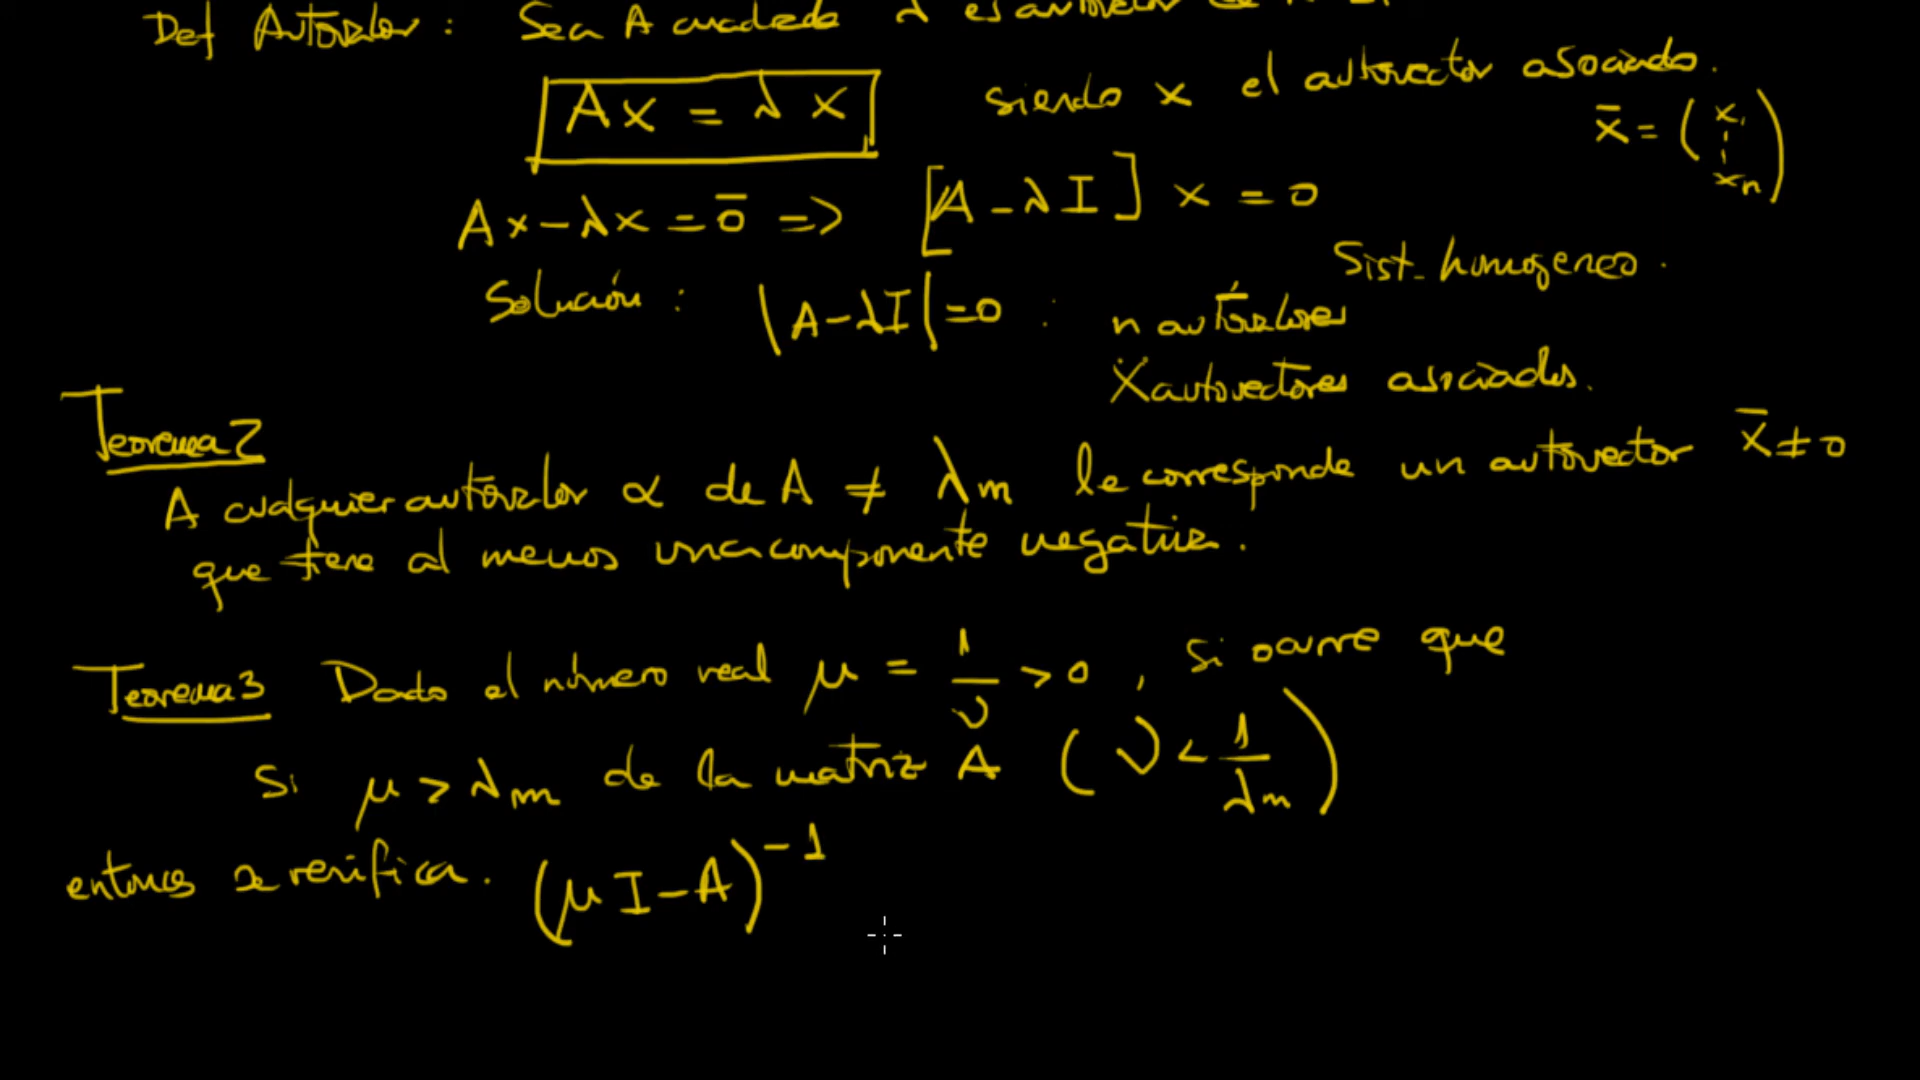 Def Autovalor: Sea A cuadrada λ es autovalor de
Ax = λx siendo x el autovector asociado.
x̄ = (x₁ ⋮ xₙ)
Ax - λx = 0̄ => [A - λI] x = 0
Sist. homogeneo.
Solución: |A - λI| = 0 : n autovalores
X autovectores asociados.
Teorema 2
A cualquier autovalor α de A ≠ λm le corresponde un autovector x̄ ≠ 0
que tiene al menos una componente negativa.
Teorema 3 Dado el número real μ = 1/ν > 0, si ocurre que
Si μ > λm de la matriz A (ν < 1/λm)
entonces se verifica. (μI - A)⁻¹